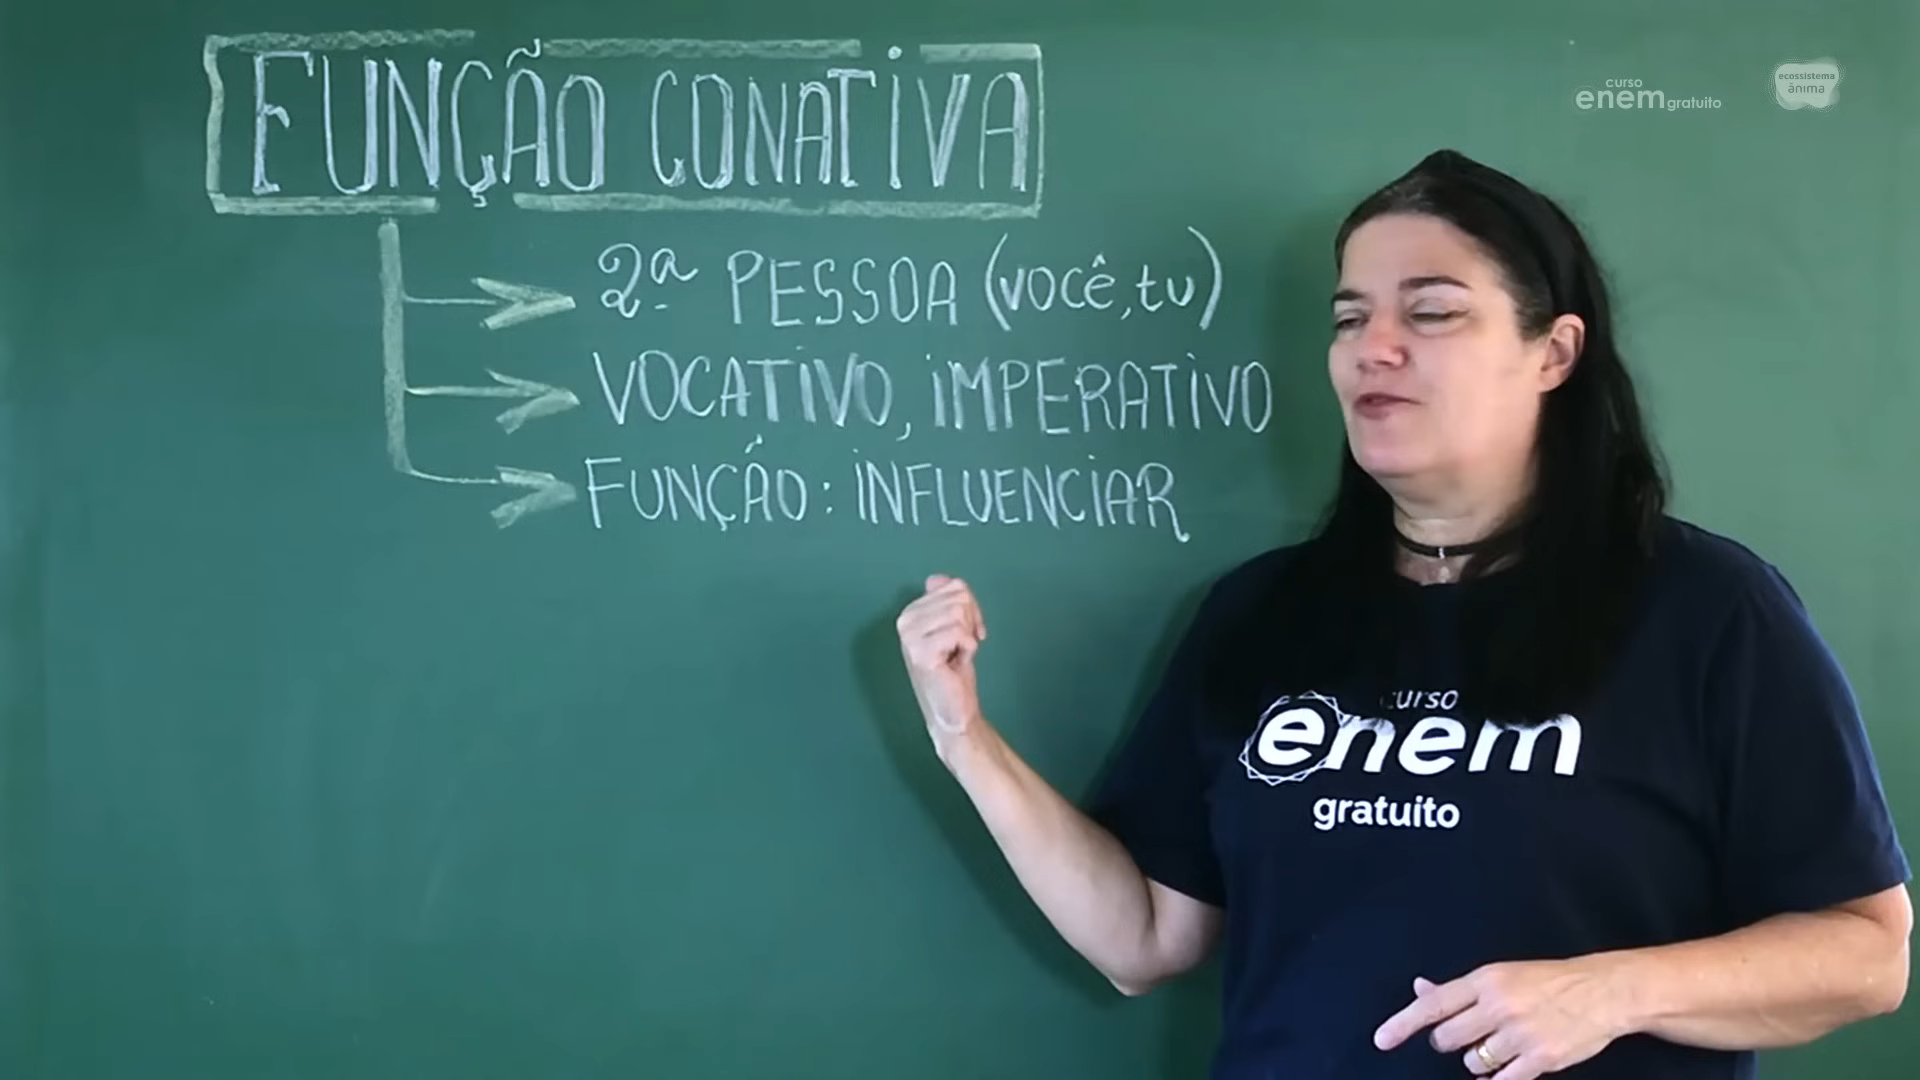 FUNÇÃO CONATIVA
2ª PESSOA (você, tu)
VOCATIVO, IMPERATIVO
FUNÇÃO: INFLUENCIAR
curso
enem gratuito
ecossistema
ânima
curso
enem
gratuito